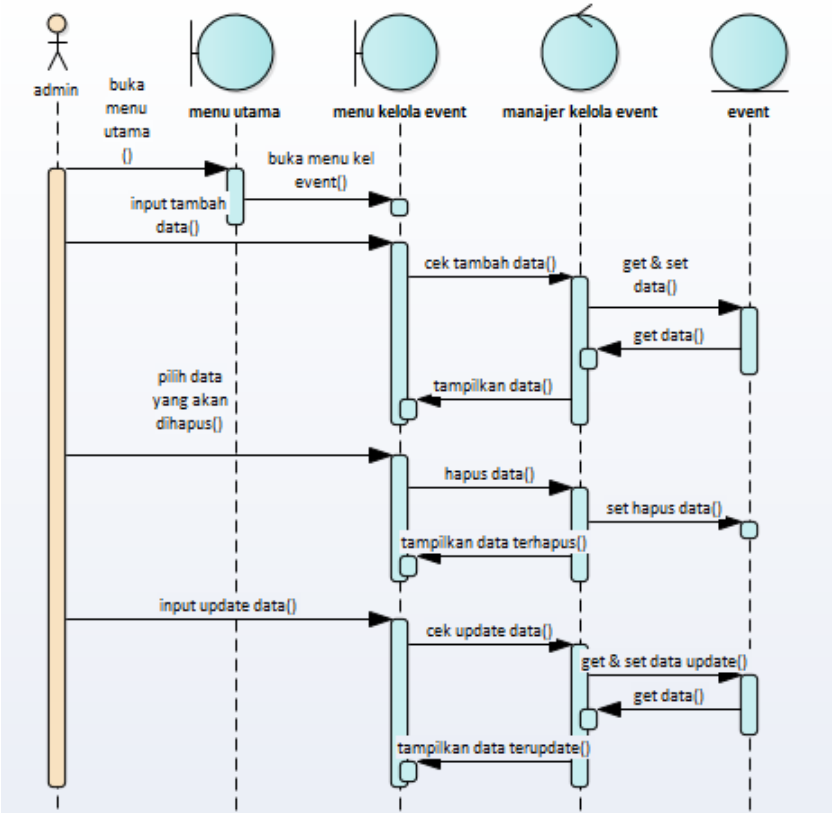 admin
menu utama
menu kelola event
manajer kelola event
event
buka
menu
utama
()
buka menu kel
event()
input tambah
data()
cek tambah data()
get & set
data()
get data()
tampilkan data()
pilih data
yang akan
dihapus()
hapus data()
set hapus data()
tampilkan data terhapus()
input update data()
cek update data()
get & set data update()
get data()
tampilkan data terupdate()